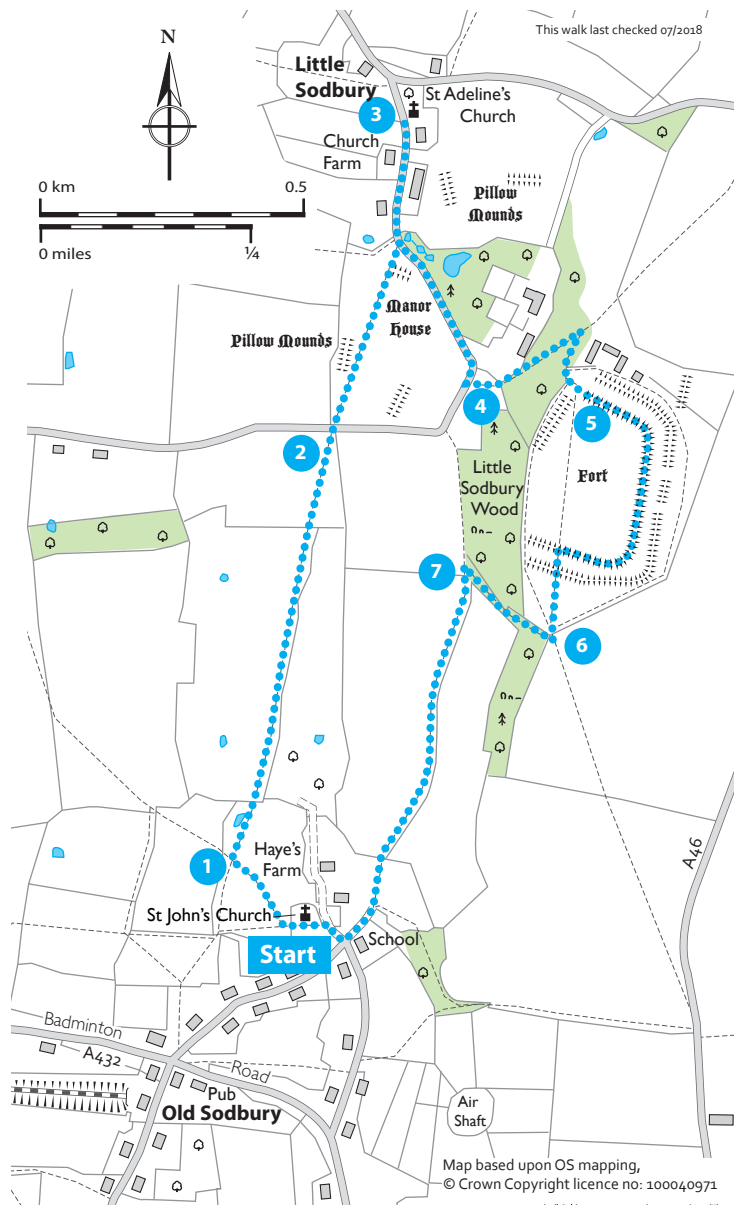 This walk last checked 07/2018
N
Little
Sodbury
St Adeline's
Church
3
Church
Farm
0 km
0.5
0 miles
¼
Pillow
Mounds
Manor
House
Pillow Mounds
4
5
2
Fort
Little
Sodbury
Wood
7
6
A46
1
Haye's
Farm
St John's Church
School
Start
Badminton
A432
Road
Pub
Old Sodbury
Air
Shaft
Map based upon OS mapping,
© Crown Copyright licence no: 100040971